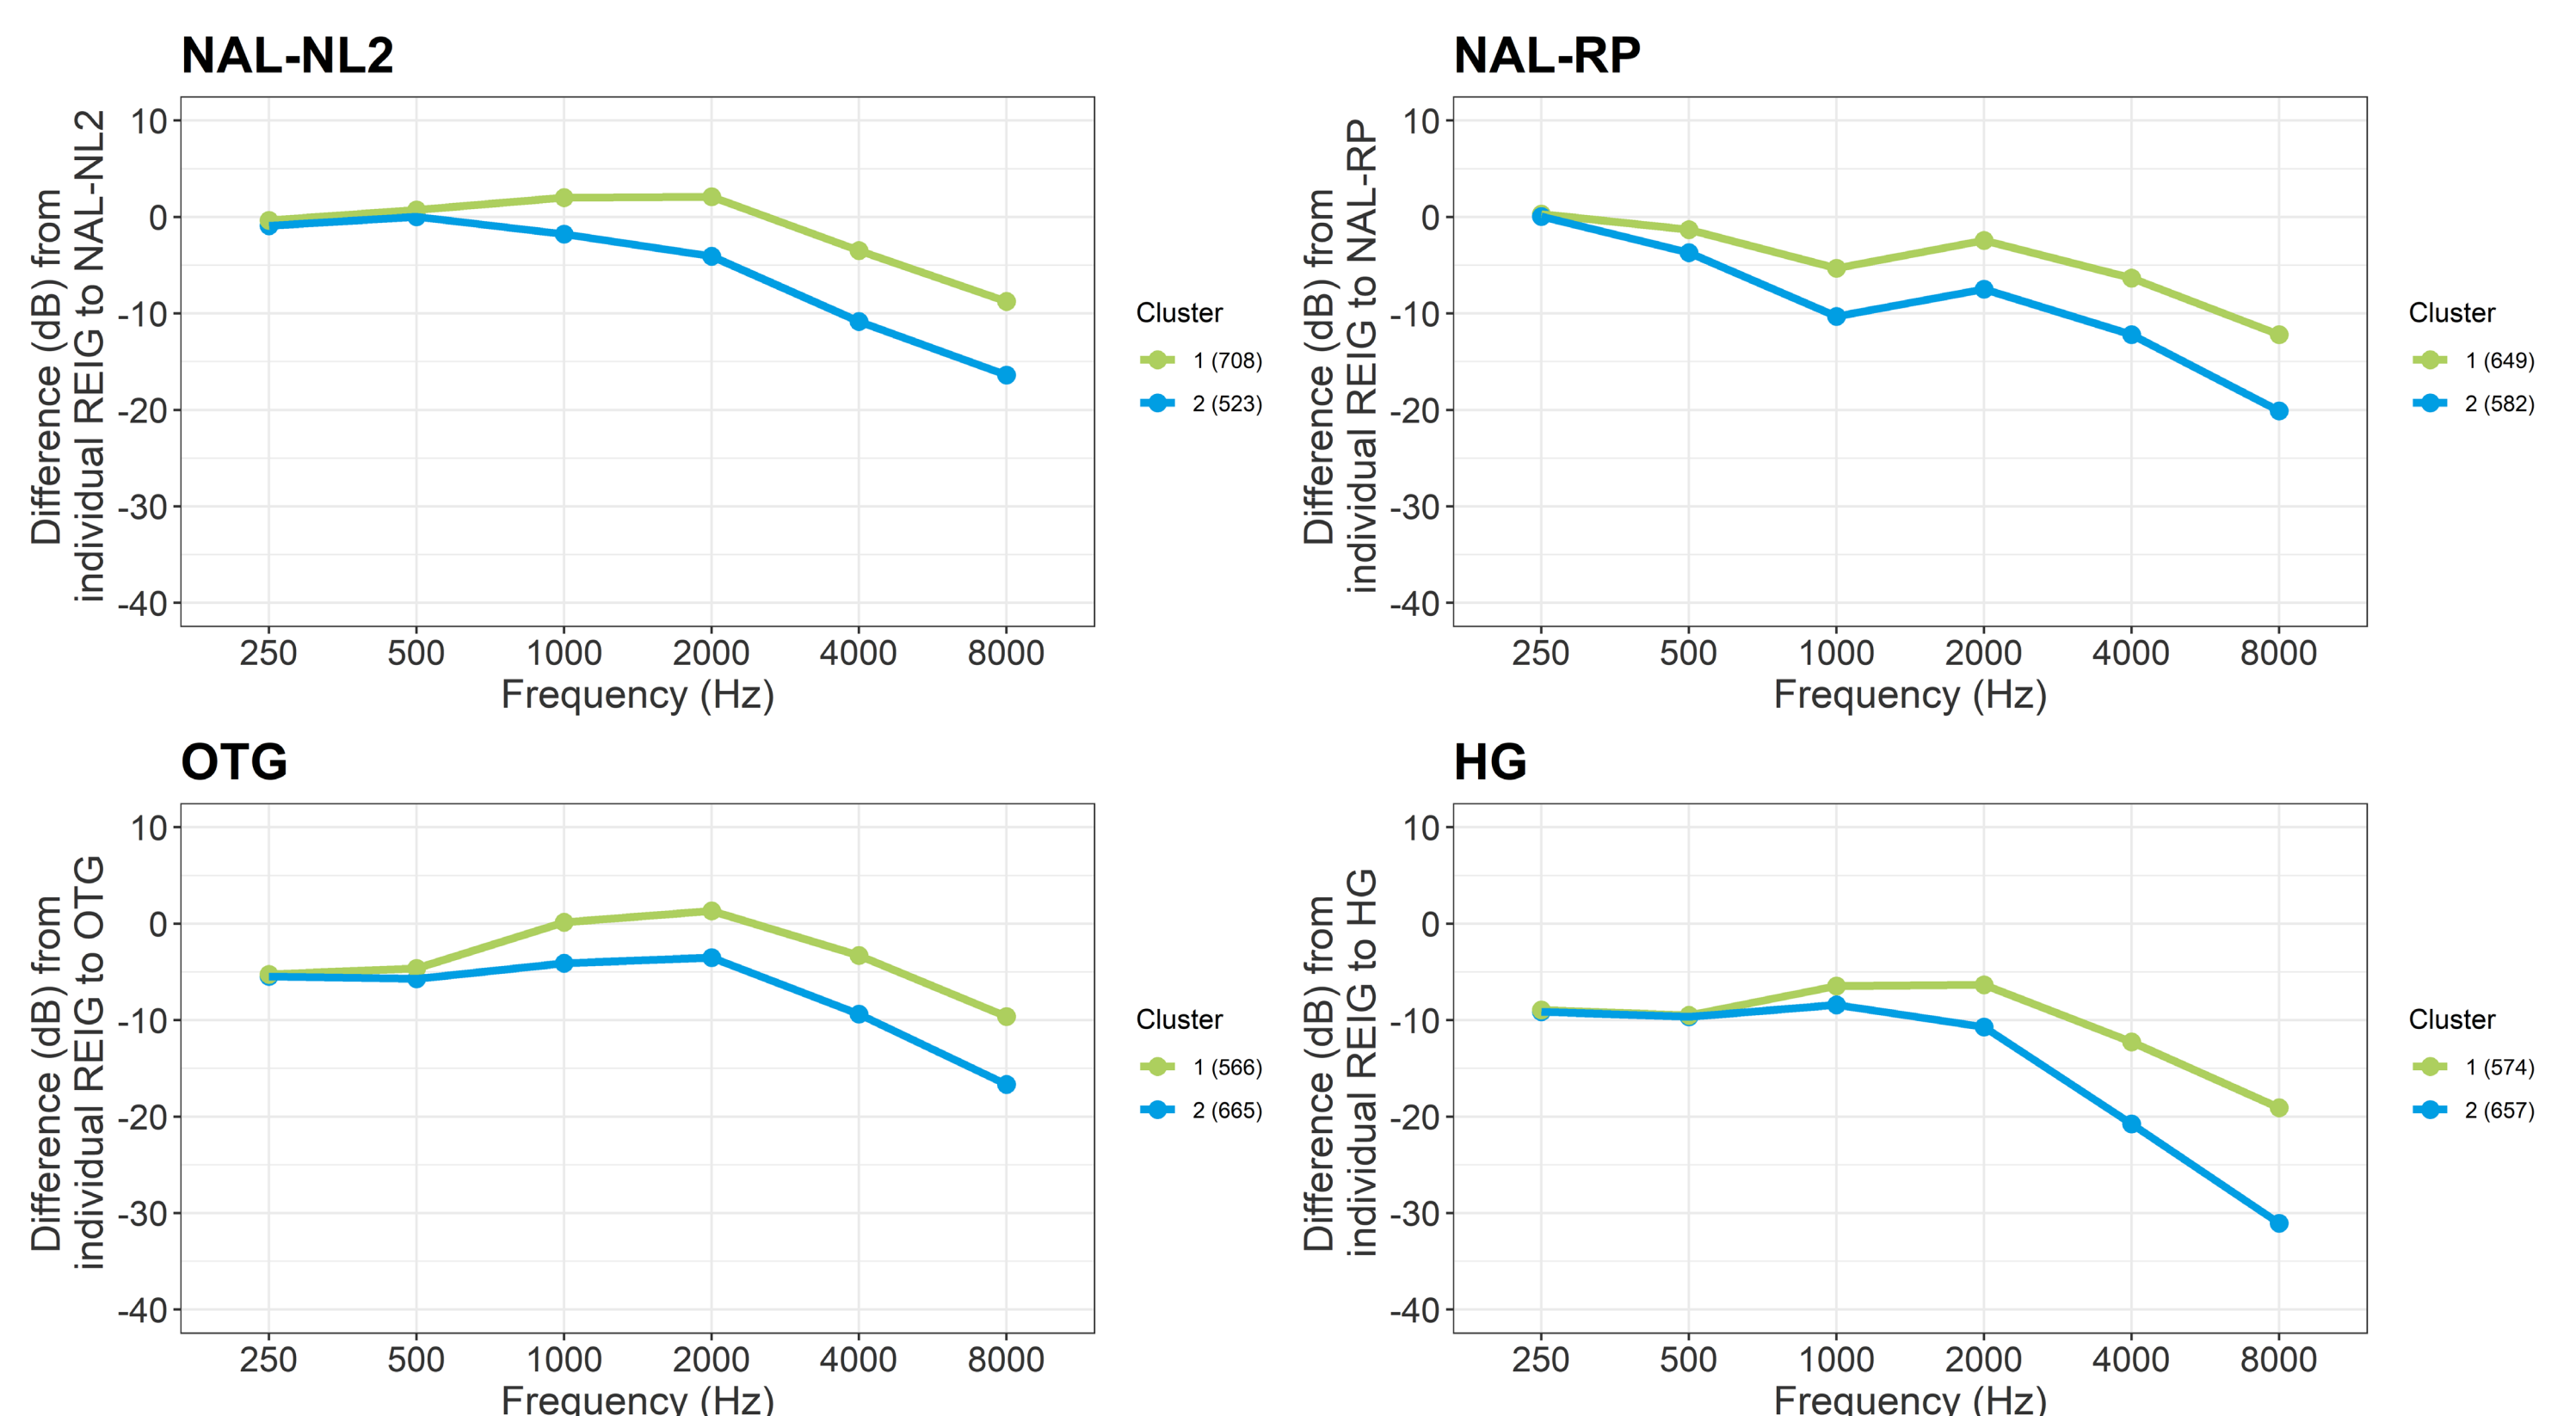 NAL-NL2
Difference (dB) from
individual REIG to NAL-NL2
10
0
-10
-20
-30
-40
250 500 1000 2000 4000 8000
Frequency (Hz)
Cluster
1 (708)
2 (523)
NAL-RP
Difference (dB) from
individual REIG to NAL-RP
10
0
-10
-20
-30
-40
250 500 1000 2000 4000 8000
Frequency (Hz)
Cluster
1 (649)
2 (582)
OTG
Difference (dB) from
individual REIG to OTG
10
0
-10
-20
-30
-40
250 500 1000 2000 4000 8000
Frequency (Hz)
Cluster
1 (566)
2 (665)
HG
Difference (dB) from
individual REIG to HG
10
0
-10
-20
-30
-40
250 500 1000 2000 4000 8000
Frequency (Hz)
Cluster
1 (574)
2 (657)